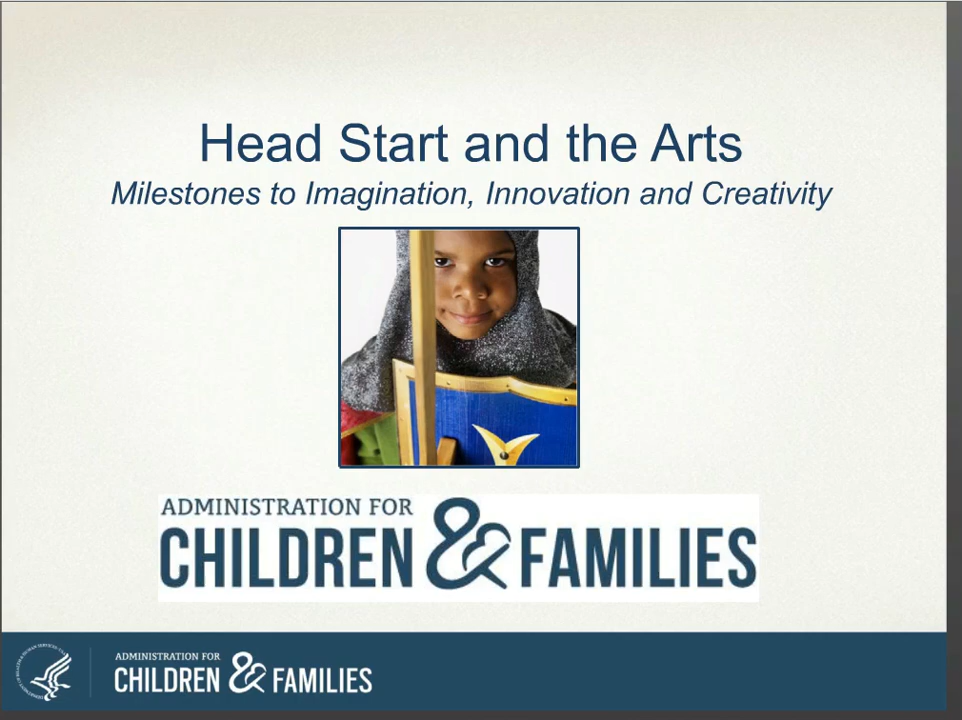 Head Start and the Arts
Milestones to Imagination, Innovation and Creativity
ADMINISTRATION FOR
CHILDREN & FAMILIES
ADMINISTRATION FOR
CHILDREN & FAMILIES